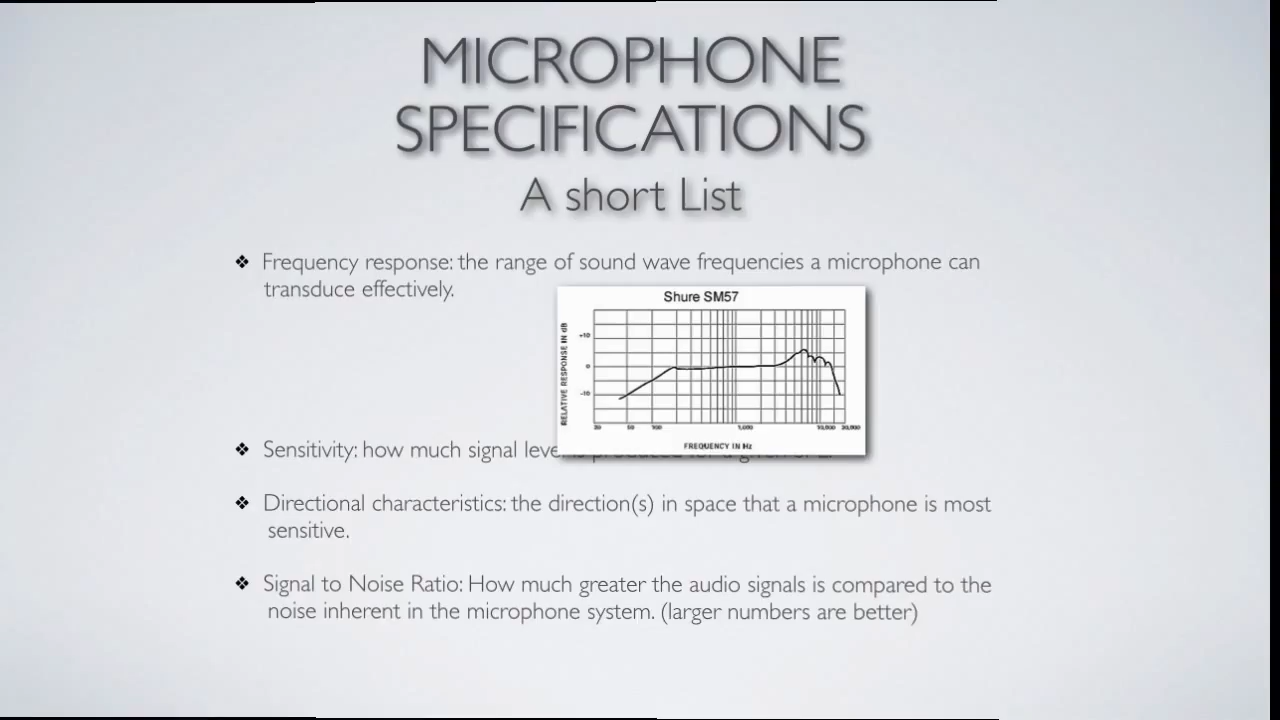 MICROPHONE
SPECIFICATIONS
A short List
❖ Frequency response: the range of sound wave frequencies a microphone can
transduce effectively.
Shure SM57
RELATIVE RESPONSE IN dB
+10
0
-10
20 50 100 1,000 10,000 20,000
FREQUENCY IN Hz
❖ Sensitivity: how much signal
❖ Directional characteristics: the direction(s) in space that a microphone is most
sensitive.
❖ Signal to Noise Ratio: How much greater the audio signals is compared to the
noise inherent in the microphone system. (larger numbers are better)